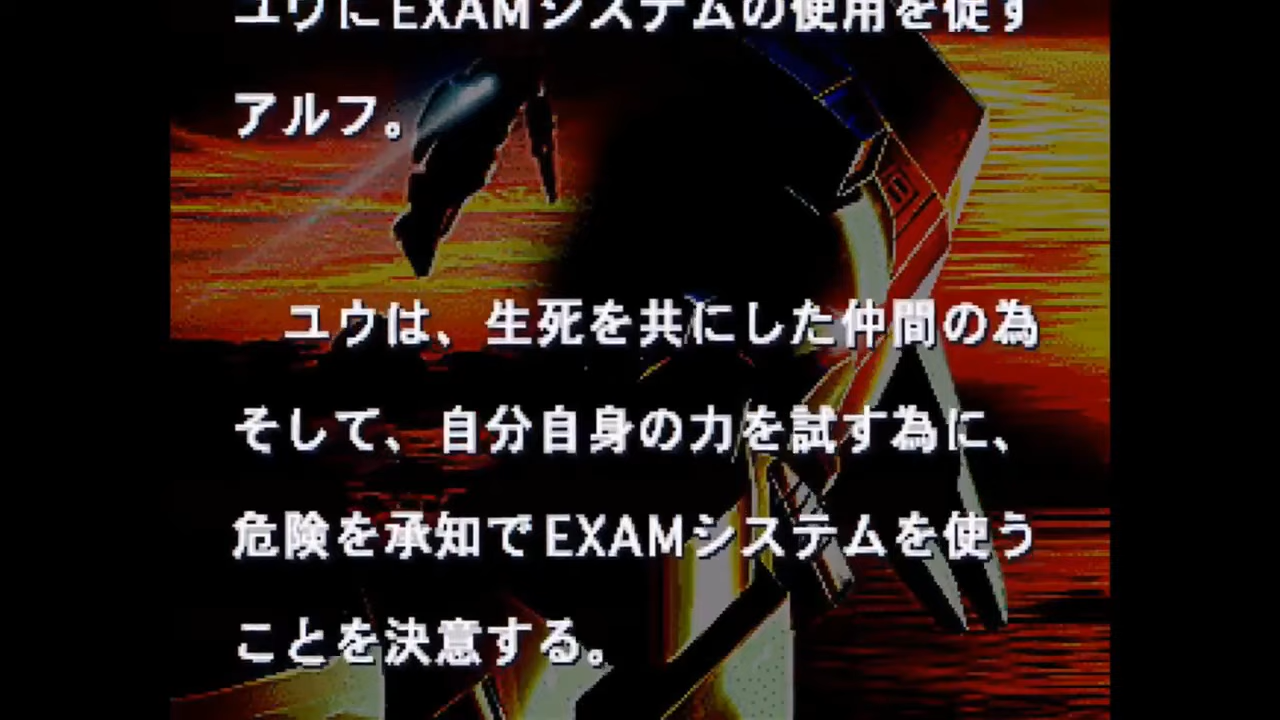 ユウにEXAMシステムの使用を促す
アルフ。
ユウは、生死を共にした仲間の為
そして、自分自身の力を試す為に、
危険を承知でEXAMシステムを使う
ことを決意する。